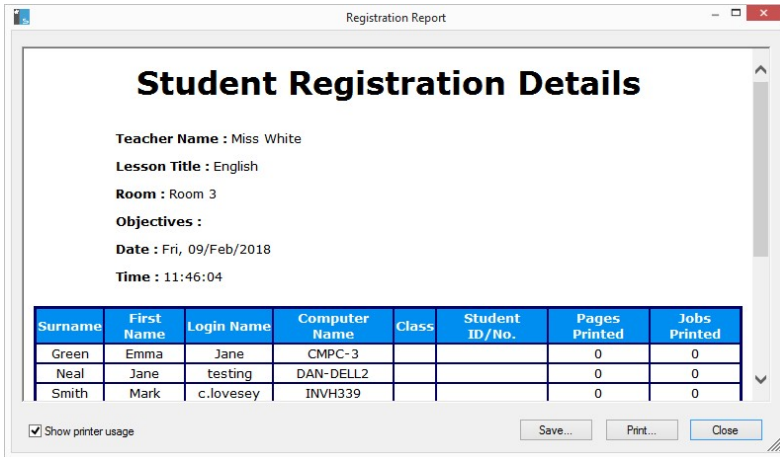 Registration Report
Student Registration Details
Teacher Name : Miss White
Lesson Title : English
Room : Room 3
Objectives :
Date : Fri, 09/Feb/2018
Time : 11:46:04
Surname First Name Login Name Computer Name Class Student ID/No. Pages Printed Jobs Printed
Green Emma Jane CMPC-3 0 0
Neal Jane testing DAN-DELL2 0 0
Smith Mark c.lovesey INVH339 0 0
Show printer usage Save... Print... Close